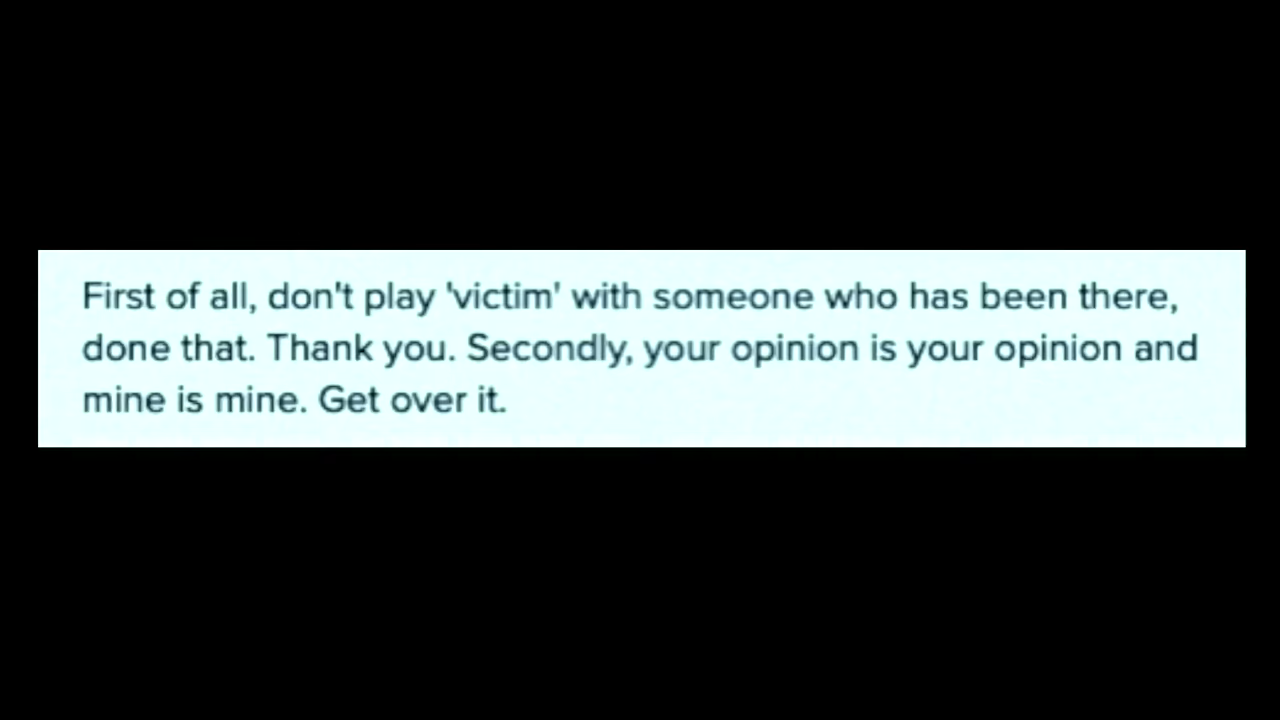 First of all, don't play 'victim' with someone who has been there,
done that. Thank you. Secondly, your opinion is your opinion and
mine is mine. Get over it.